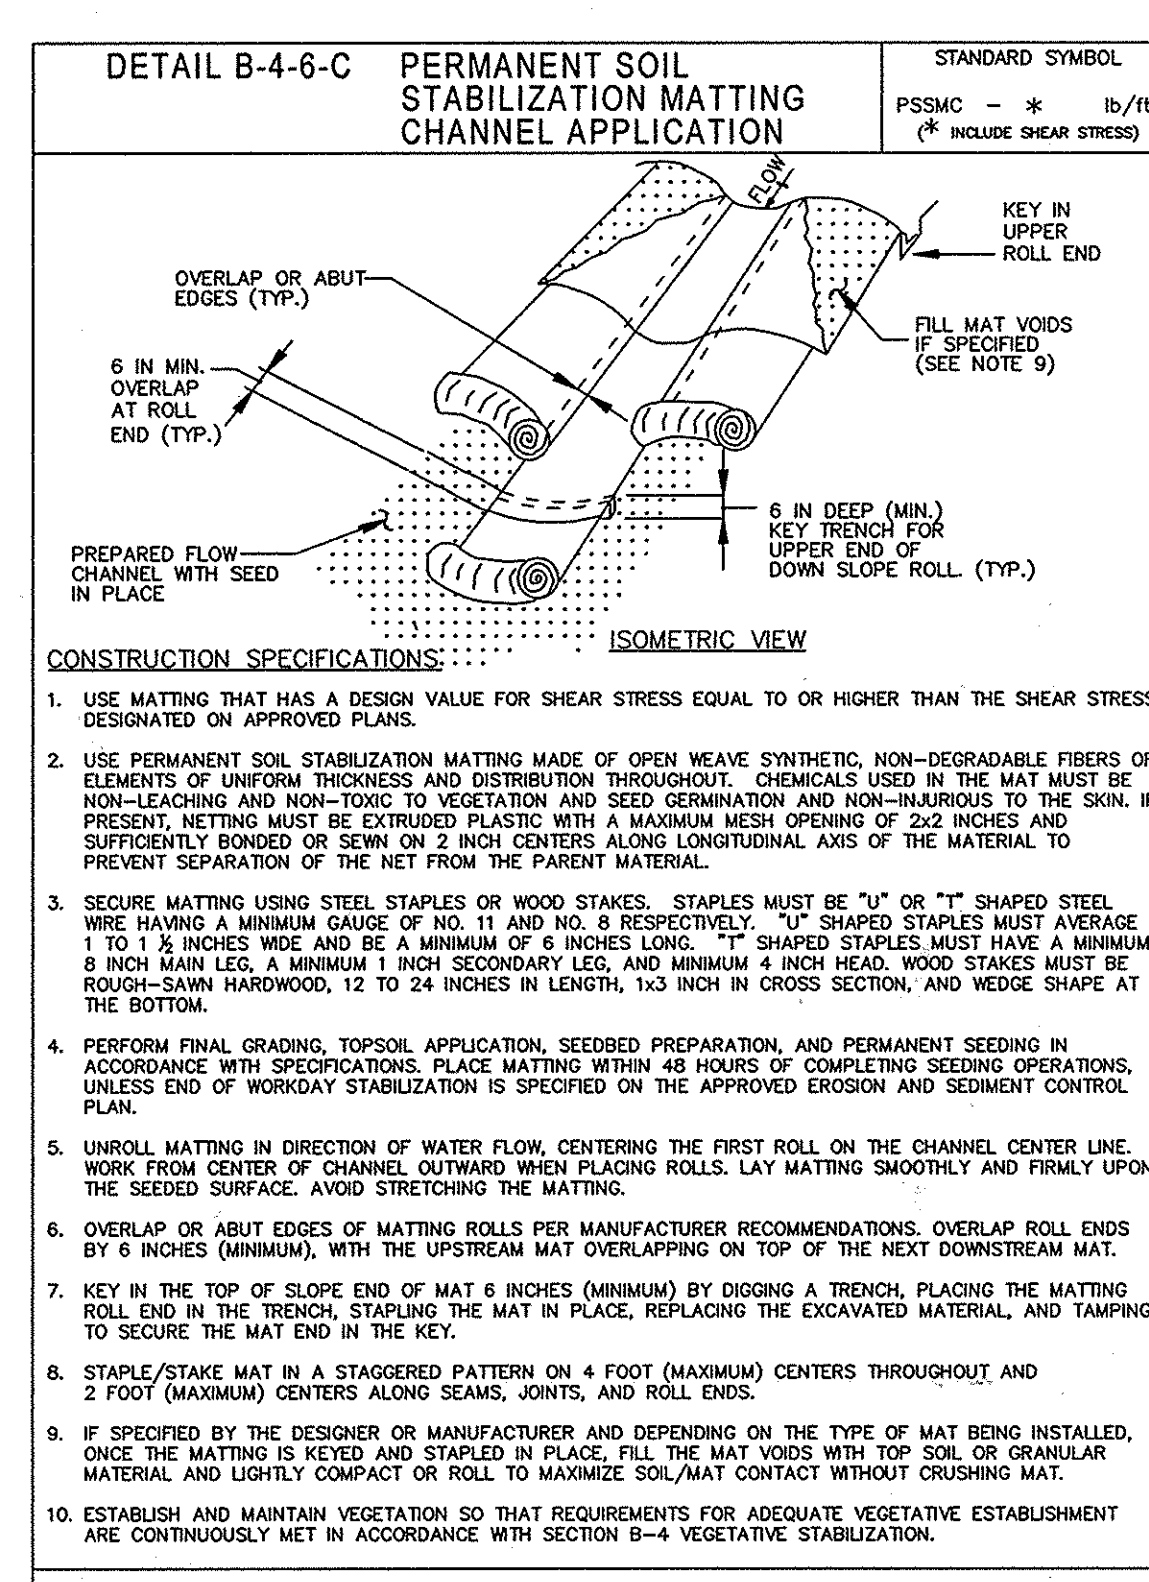 DETAIL B-4-6-C PERMANENT SOIL
STABILIZATION MATTING
CHANNEL APPLICATION
STANDARD SYMBOL
PSSMC - * lb/ft
(* INCLUDE SHEAR STRESS)
FLOW
KEY IN
UPPER
ROLL END
OVERLAP OR ABUT
EDGES (TYP.)
FILL MAT VOIDS
IF SPECIFIED
(SEE NOTE 9)
6 IN MIN.
OVERLAP
AT ROLL
END (TYP.)
6 IN DEEP (MIN.)
KEY TRENCH FOR
UPPER END OF
DOWN SLOPE ROLL. (TYP.)
PREPARED FLOW
CHANNEL WITH SEED
IN PLACE
ISOMETRIC VIEW
CONSTRUCTION SPECIFICATIONS:
1. USE MATTING THAT HAS A DESIGN VALUE FOR SHEAR STRESS EQUAL TO OR HIGHER THAN THE SHEAR STRESS
DESIGNATED ON APPROVED PLANS.
2. USE PERMANENT SOIL STABILIZATION MATTING MADE OF OPEN WEAVE SYNTHETIC, NON-DEGRADABLE FIBERS OR
ELEMENTS OF UNIFORM THICKNESS AND DISTRIBUTION THROUGHOUT. CHEMICALS USED IN THE MAT MUST BE
NON-LEACHING AND NON-TOXIC TO VEGETATION AND SEED GERMINATION AND NON-INJURIOUS TO THE SKIN. IF
PRESENT, NETTING MUST BE EXTRUDED PLASTIC WITH A MAXIMUM MESH OPENING OF 2x2 INCHES AND
SUFFICIENTLY BONDED OR SEWN ON 2 INCH CENTERS ALONG LONGITUDINAL AXIS OF THE MATERIAL TO
PREVENT SEPARATION OF THE NET FROM THE PARENT MATERIAL.
3. SECURE MATTING USING STEEL STAPLES OR WOOD STAKES. STAPLES MUST BE "U" OR "T" SHAPED STEEL
WIRE HAVING A MINIMUM GAUGE OF NO. 11 AND NO. 8 RESPECTIVELY. "U" SHAPED STAPLES MUST AVERAGE
1 TO 1 ½ INCHES WIDE AND BE A MINIMUM OF 6 INCHES LONG. "T" SHAPED STAPLES MUST HAVE A MINIMUM
8 INCH MAIN LEG, A MINIMUM 1 INCH SECONDARY LEG, AND MINIMUM 4 INCH HEAD. WOOD STAKES MUST BE
ROUGH-SAWN HARDWOOD, 12 TO 24 INCHES IN LENGTH, 1x3 INCH IN CROSS SECTION, AND WEDGE SHAPE AT
THE BOTTOM.
4. PERFORM FINAL GRADING, TOPSOIL APPLICATION, SEEDBED PREPARATION, AND PERMANENT SEEDING IN
ACCORDANCE WITH SPECIFICATIONS. PLACE MATTING WITHIN 48 HOURS OF COMPLETING SEEDING OPERATIONS,
UNLESS END OF WORKDAY STABILIZATION IS SPECIFIED ON THE APPROVED EROSION AND SEDIMENT CONTROL
PLAN.
5. UNROLL MATTING IN DIRECTION OF WATER FLOW, CENTERING THE FIRST ROLL ON THE CHANNEL CENTER LINE.
WORK FROM CENTER OF CHANNEL OUTWARD WHEN PLACING ROLLS. LAY MATTING SMOOTHLY AND FIRMLY UPON
THE SEEDED SURFACE. AVOID STRETCHING THE MATTING.
6. OVERLAP OR ABUT EDGES OF MATTING ROLLS PER MANUFACTURER RECOMMENDATIONS. OVERLAP ROLL ENDS
BY 6 INCHES (MINIMUM), WITH THE UPSTREAM MAT OVERLAPPING ON TOP OF THE NEXT DOWNSTREAM MAT.
7. KEY IN THE TOP OF SLOPE END OF MAT 6 INCHES (MINIMUM) BY DIGGING A TRENCH, PLACING THE MATTING
ROLL END IN THE TRENCH, STAPLING THE MAT IN PLACE, REPLACING THE EXCAVATED MATERIAL, AND TAMPING
TO SECURE THE MAT END IN THE KEY.
8. STAPLE/STAKE MAT IN A STAGGERED PATTERN ON 4 FOOT (MAXIMUM) CENTERS THROUGHOUT AND
2 FOOT (MAXIMUM) CENTERS ALONG SEAMS, JOINTS, AND ROLL ENDS.
9. IF SPECIFIED BY THE DESIGNER OR MANUFACTURER AND DEPENDING ON THE TYPE OF MAT BEING INSTALLED,
ONCE THE MATTING IS KEYED AND STAPLED IN PLACE, FILL THE MAT VOIDS WITH TOP SOIL OR GRANULAR
MATERIAL AND LIGHTLY COMPACT OR ROLL TO MAXIMIZE SOIL/MAT CONTACT WITHOUT CRUSHING MAT.
10. ESTABLISH AND MAINTAIN VEGETATION SO THAT REQUIREMENTS FOR ADEQUATE VEGETATIVE ESTABLISHMENT
ARE CONTINUOUSLY MET IN ACCORDANCE WITH SECTION B-4 VEGETATIVE STABILIZATION.